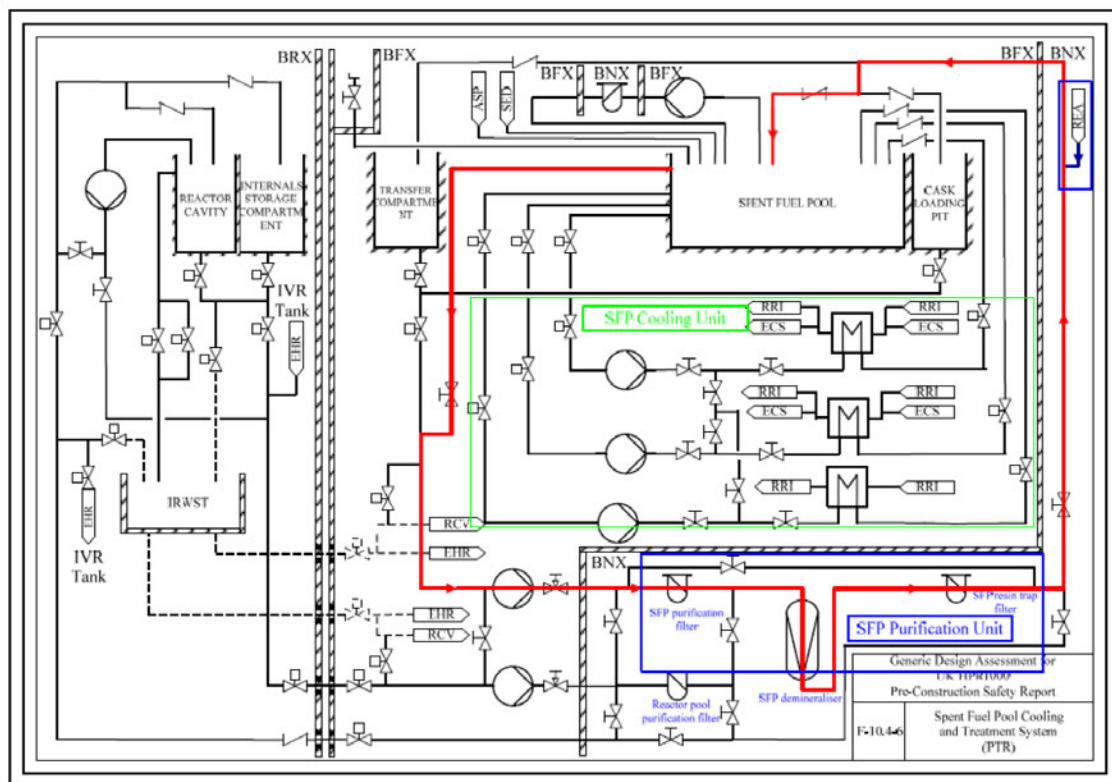 BRX
BFX
BFX
BNX
BFX
BFX
BNX
ASP
SED
REA
REACTOR
CAVITY
INTERNALS
STORAGE
COMPARTM
ENT
TRANSFER
COMPARTME
NT
SPENT FUEL POOL
CASK
LOADING
PIT
IVR
Tank
EHR
SFP Cooling Unit
RRI
RRI
ECS
ECS
RRI
RRI
ECS
ECS
RRI
RRI
IRWST
EHR
IVR
Tank
RCV
EHR
BNX
SFP purification
filter
SFP resin trap
filter
SFP Purification Unit
EHR
RCV
Reactor pool
purification filter
SFP demineraliser
Generic Design Assessment for
UK HPR1000
Pre-Construction Safety Report
F-10.4-6
Spent Fuel Pool Cooling
and Treatment System
(PTR)